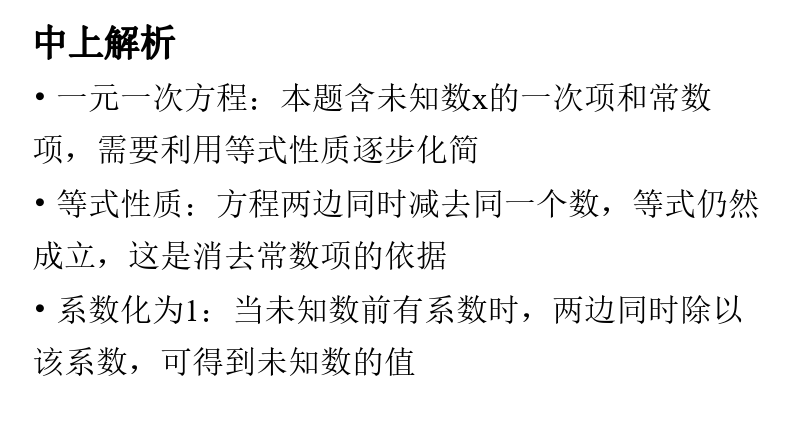 中上解析
• 一元一次方程：本题含未知数x的一次项和常数
项，需要利用等式性质逐步化简
• 等式性质：方程两边同时减去同一个数，等式仍然
成立，这是消去常数项的依据
• 系数化为1：当未知数前有系数时，两边同时除以
该系数，可得到未知数的值